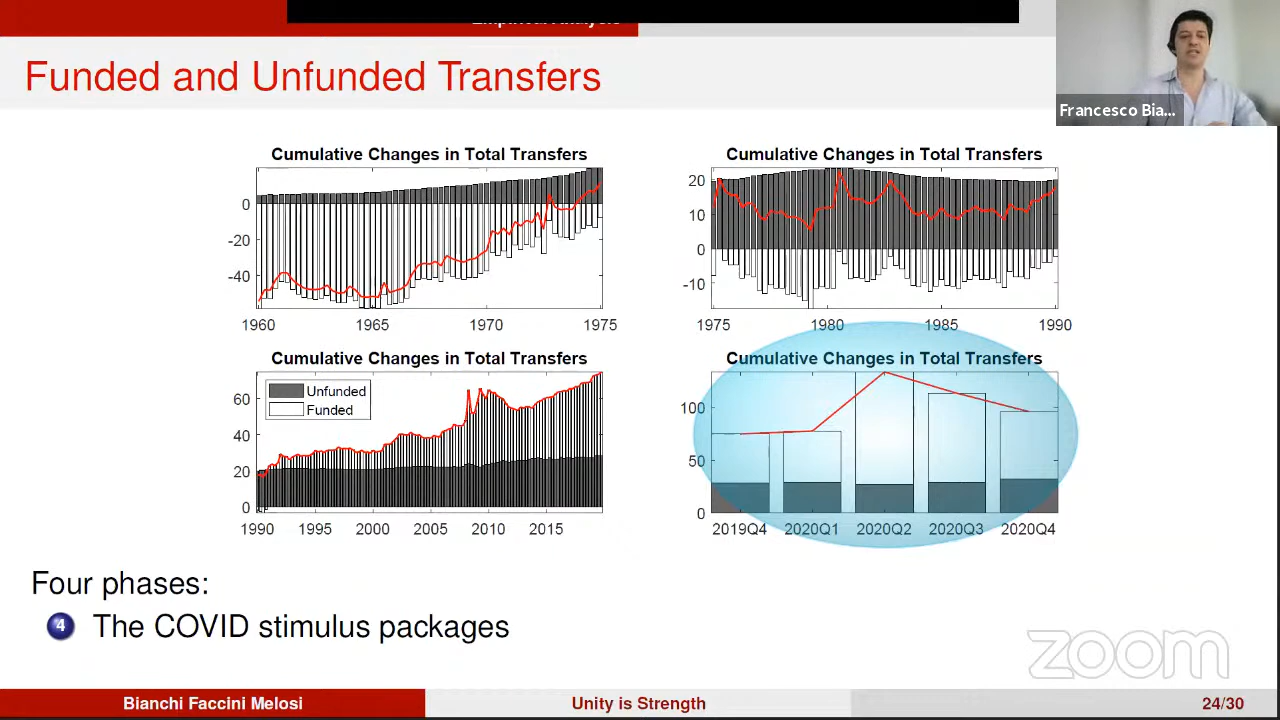 Empirical Analysis
Funded and Unfunded Transfers
Francesco Bia...
Cumulative Changes in Total Transfers
0
-20
-40
1960 1965 1970 1975
Cumulative Changes in Total Transfers
20
10
0
-10
1975 1980 1985 1990
Cumulative Changes in Total Transfers
Unfunded
Funded
60
40
20
0
1990 1995 2000 2005 2010 2015
Cumulative Changes in Total Transfers
100
50
0
2019Q4 2020Q1 2020Q2 2020Q3 2020Q4
Four phases:
4 The COVID stimulus packages
zoom
Bianchi Faccini Melosi Unity is Strength 24/30